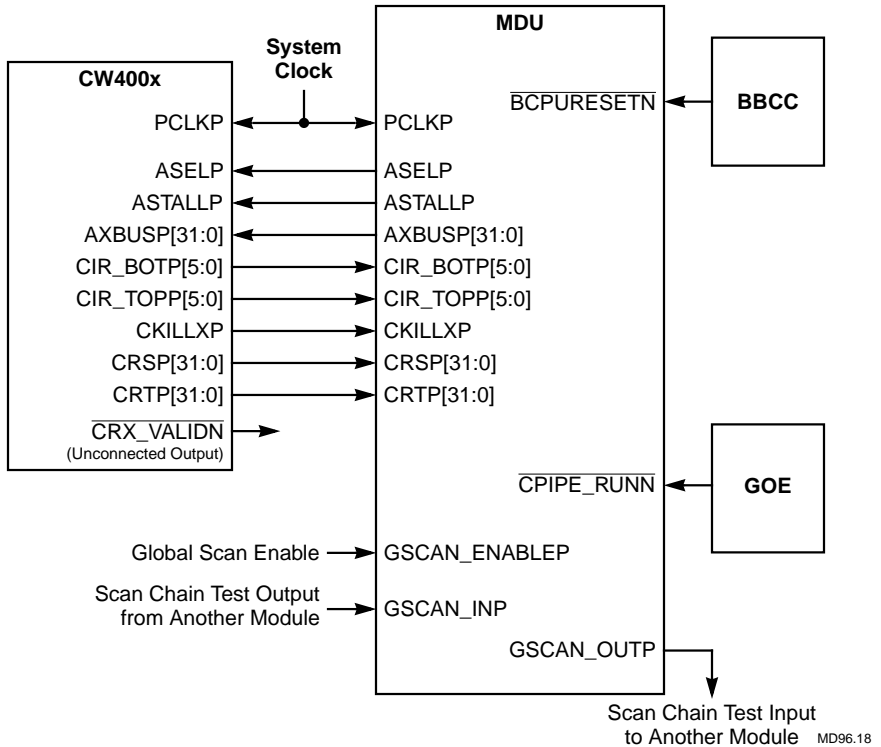 MDU
System
Clock
CW400x
BCPURESETN
BBCC
PCLKP
PCLKP
ASELP
ASELP
ASTALLP
ASTALLP
AXBUSP[31:0]
AXBUSP[31:0]
CIR_BOTP[5:0]
CIR_BOTP[5:0]
CIR_TOPP[5:0]
CIR_TOPP[5:0]
CKILLXP
CKILLXP
CRSP[31:0]
CRSP[31:0]
CRTP[31:0]
CRTP[31:0]
CRX_VALIDN
(Unconnected Output)
CPIPE_RUNN
GOE
Global Scan Enable
GSCAN_ENABLEP
Scan Chain Test Output
from Another Module
GSCAN_INP
GSCAN_OUTP
Scan Chain Test Input
to Another Module
MD96.18